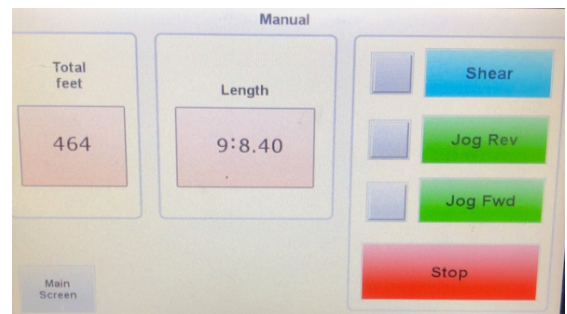 Manual
Total
feet
464
Length
9:8.40
Shear
Jog Rev
Jog Fwd
Stop
Main
Screen